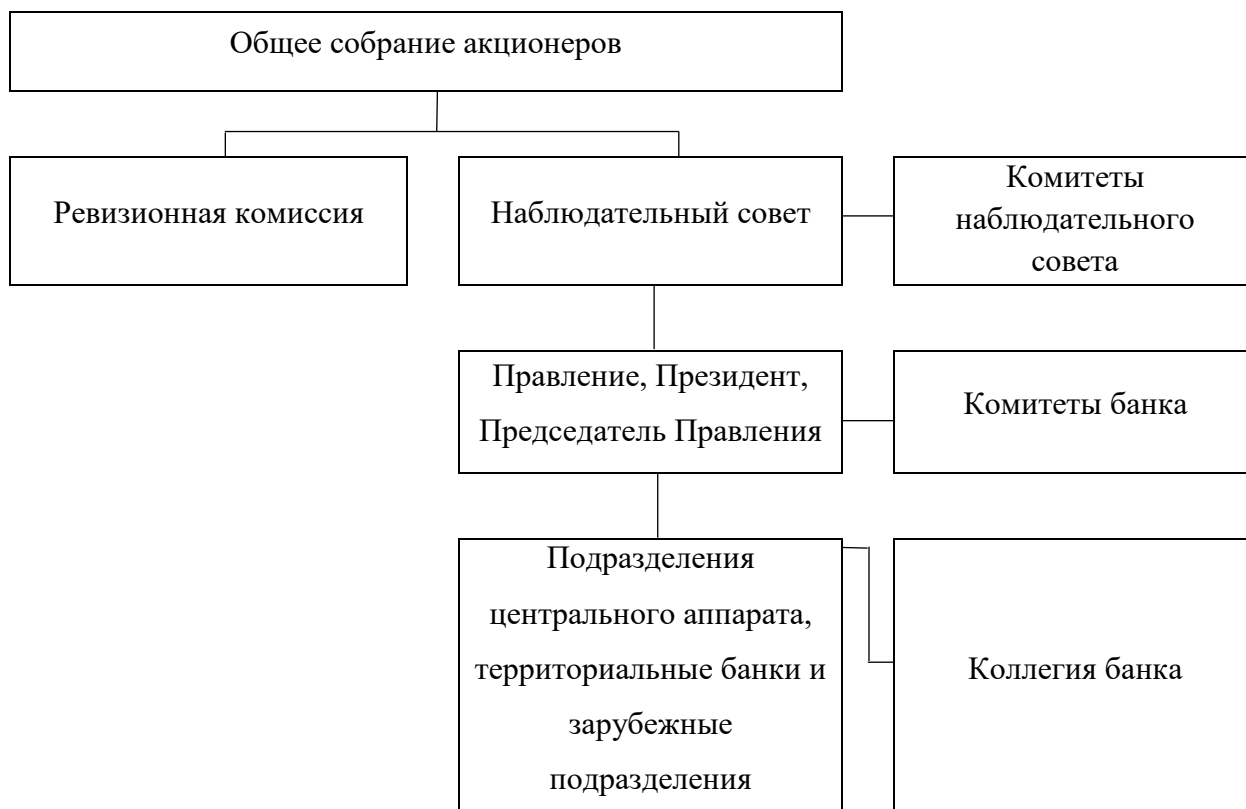 Общее собрание акционеров
Ревизионная комиссия
Наблюдательный совет
Комитеты
наблюдательного
совета
Правление, Президент,
Председатель Правления
Комитеты банка
Подразделения
центрального аппарата,
территориальные банки и
зарубежные
подразделения
Коллегия банка